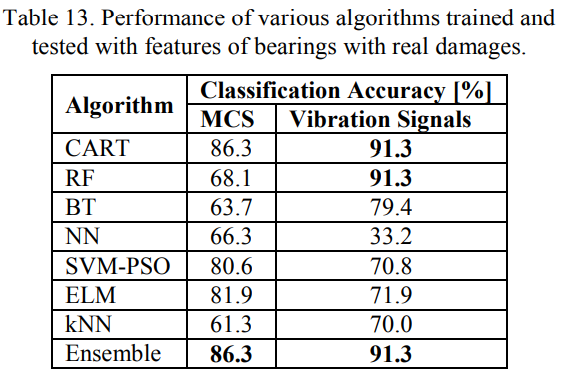 Table 13. Performance of various algorithms trained and
tested with features of bearings with real damages.
Algorithm Classification Accuracy [%]
MCS Vibration Signals
CART 86.3 91.3
RF 68.1 91.3
BT 63.7 79.4
NN 66.3 33.2
SVM-PSO 80.6 70.8
ELM 81.9 71.9
kNN 61.3 70.0
Ensemble 86.3 91.3